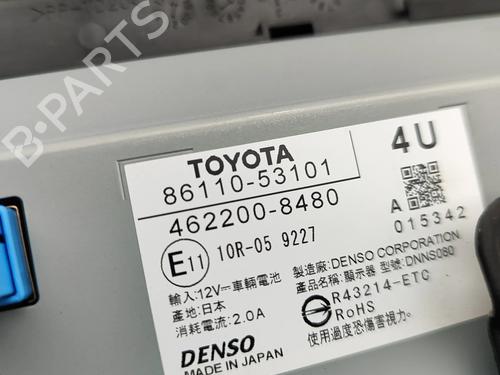 TOYOTA
86110-53101
462200-8480
E11 10R-05 9227
輸入:12V⎓車輛電池
產地:日本
消耗電流:2.0A
DENSO
MADE IN JAPAN
4U
A
015342
製造廠:DENSO CORPORATION
產品名稱:顯示器 型號:DNNS080
R43214-ETC
RoHS
使用過度恐傷害視力。
B-PARTS
B-PARTS
B-PARTS